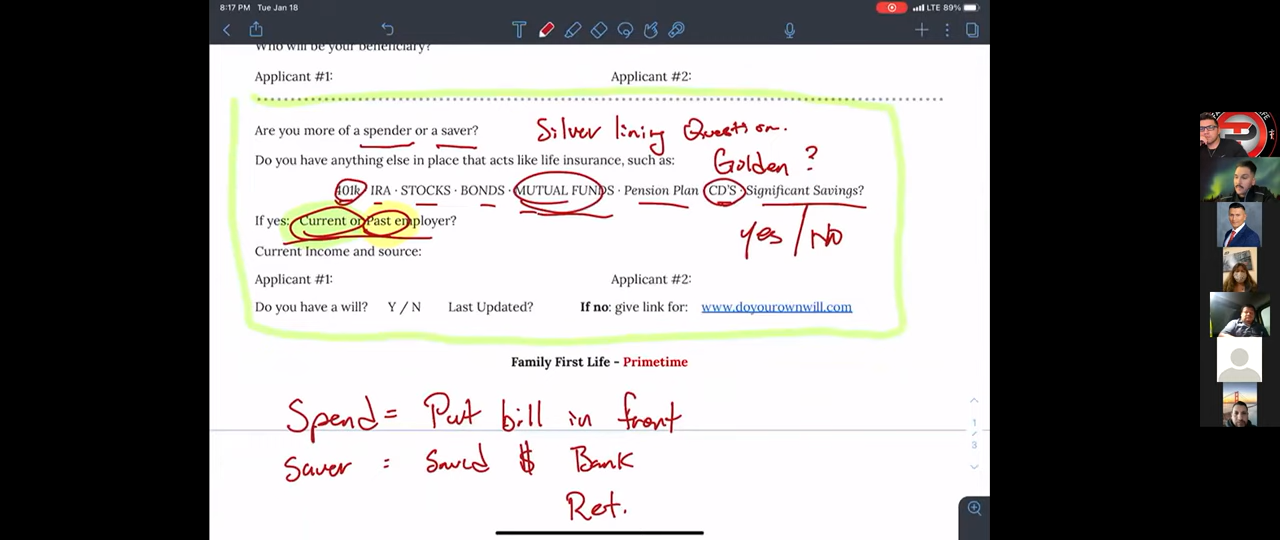 8:17 PM Tue Jan 18
LTE 89%
Who will be your beneficiary?
Applicant #1: Applicant #2:
Are you more of a spender or a saver? Silver lining Question.
Do you have anything else in place that acts like life insurance, such as: Golden ?
401k · IRA · STOCKS · BONDS · MUTUAL FUNDS · Pension Plan · CD'S · Significant Savings?
If yes: Current or Past employer? Yes / No
Current Income and source:
Applicant #1: Applicant #2:
Do you have a will? Y / N Last Updated? If no: give link for: www.doyourownwill.com
Family First Life - Primetime
Spend = Put bill in front
Saver = Saved $ Bank
Ret.
1
3